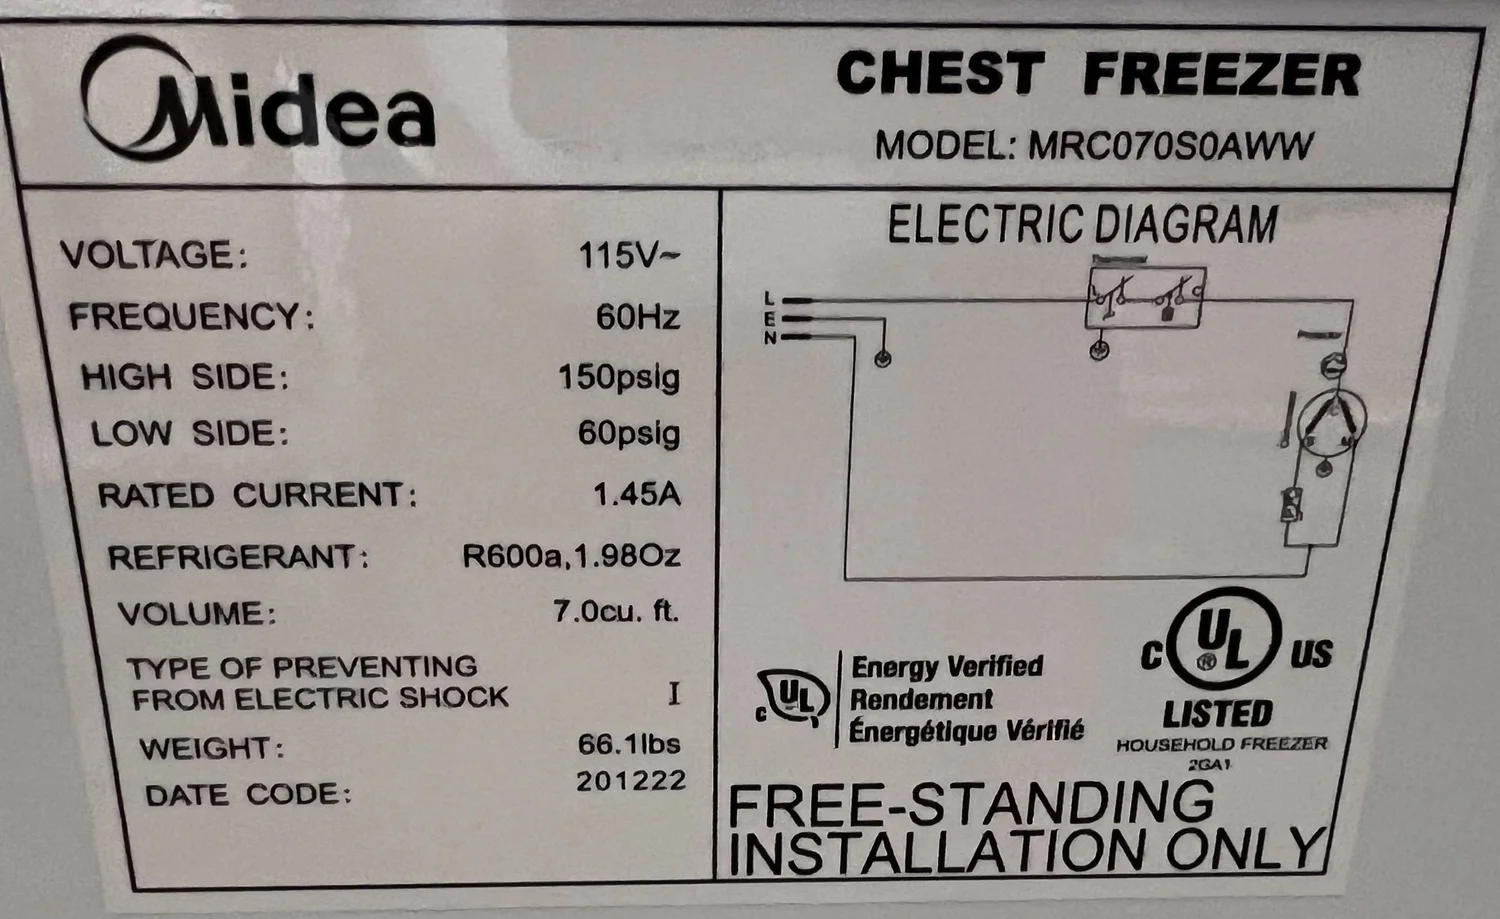 Midea
CHEST FREEZER
MODEL: MRC070S0AWW
VOLTAGE: 115V~
FREQUENCY: 60Hz
HIGH SIDE: 150psig
LOW SIDE: 60psig
RATED CURRENT: 1.45A
REFRIGERANT: R600a,1.98Oz
VOLUME: 7.0cu. ft.
TYPE OF PREVENTING
FROM ELECTRIC SHOCK I
WEIGHT: 66.1lbs
DATE CODE: 201222
ELECTRIC DIAGRAM
L
E
N
L C
C
c UL
Energy Verified
Rendement
Énergétique Vérifié
C UL ® US
LISTED
HOUSEHOLD FREEZER
2GA1
FREE-STANDING
INSTALLATION ONLY